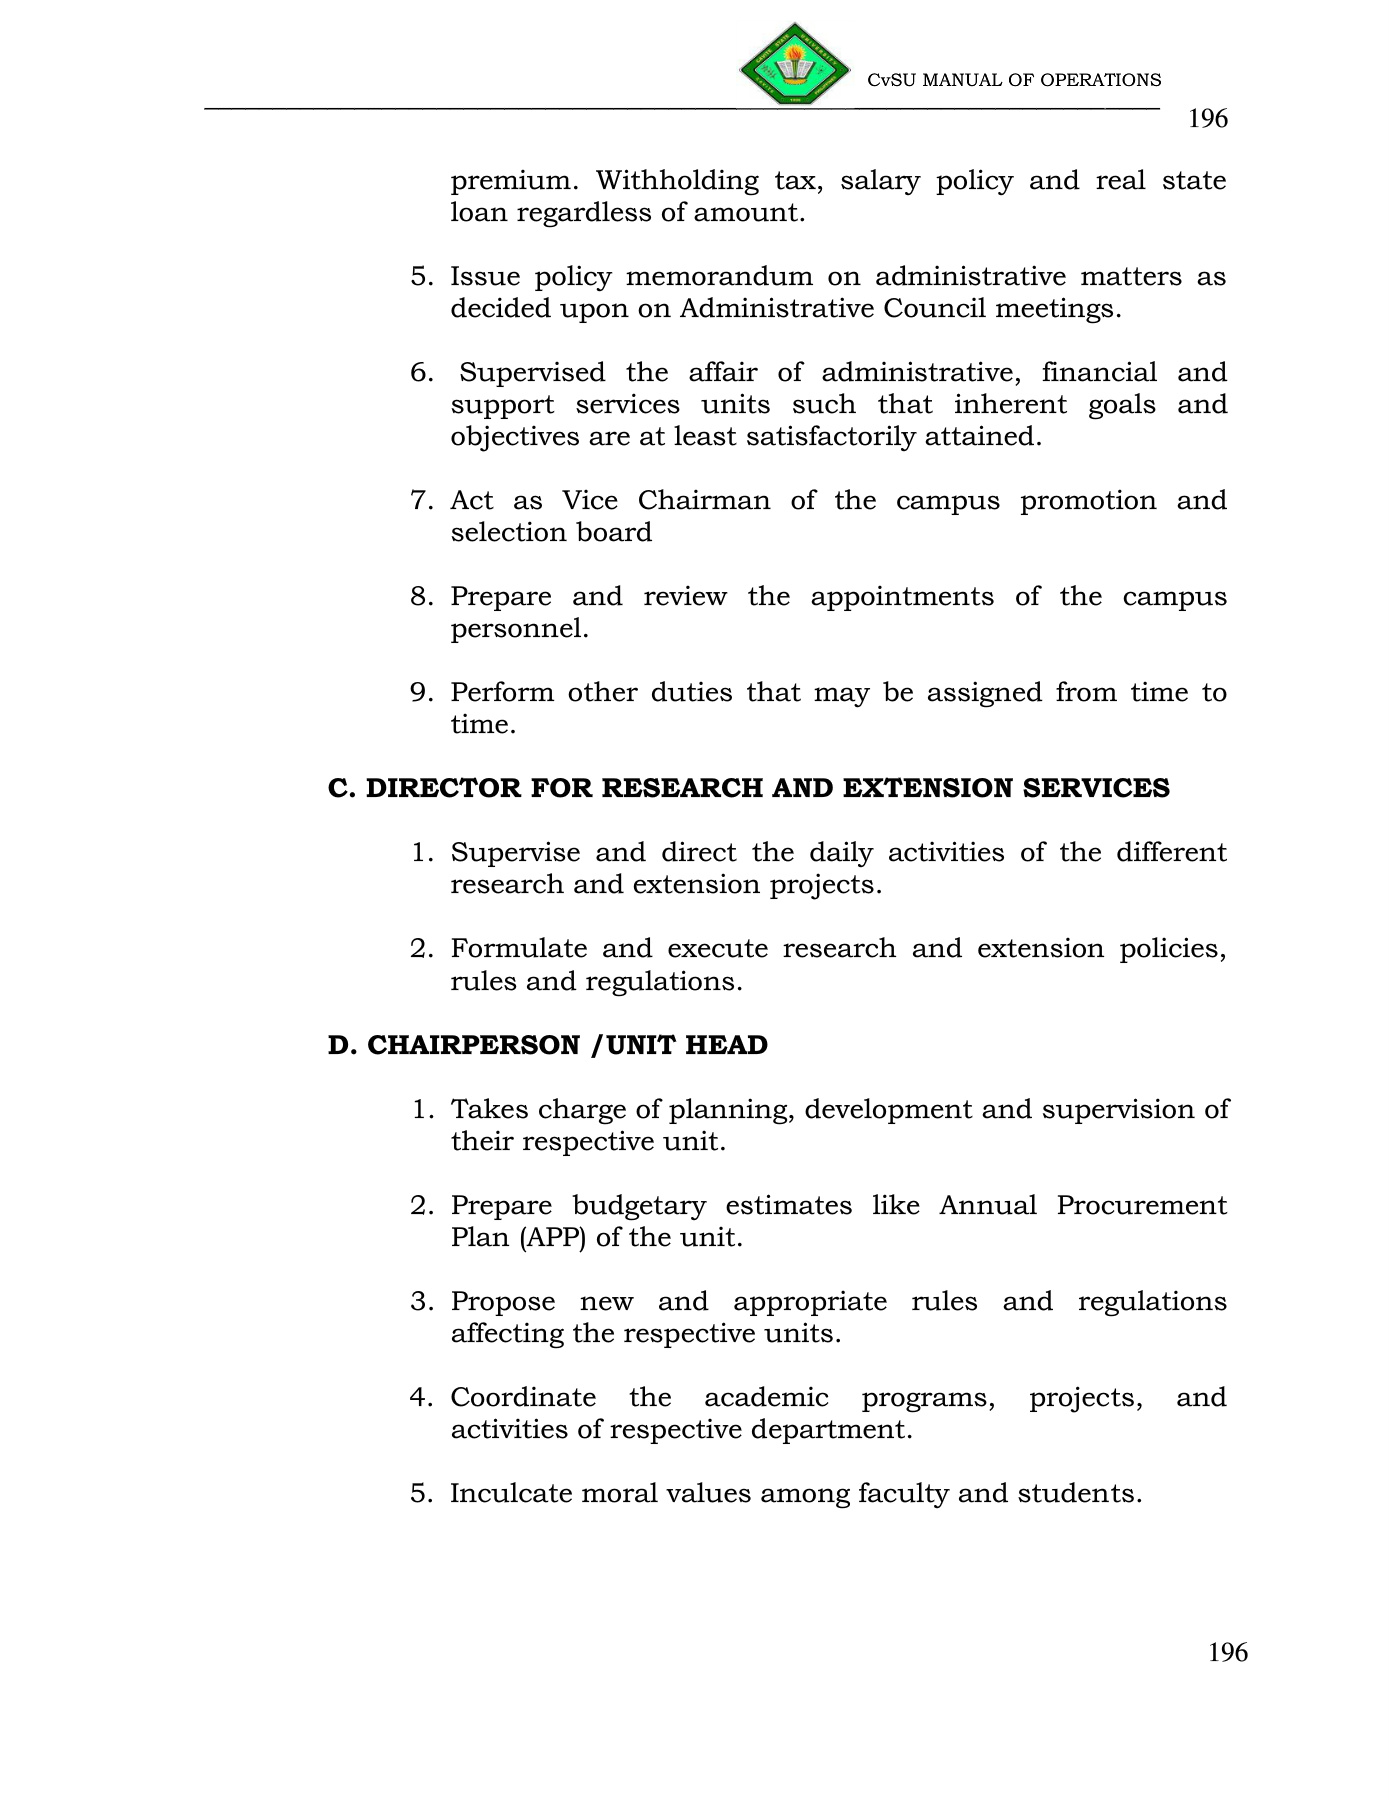 CvSU MANUAL OF OPERATIONS
196
premium. Withholding tax, salary policy and real state
loan regardless of amount.
5. Issue policy memorandum on administrative matters as
decided upon on Administrative Council meetings.
6. Supervised the affair of administrative, financial and
support services units such that inherent goals and
objectives are at least satisfactorily attained.
7. Act as Vice Chairman of the campus promotion and
selection board
8. Prepare and review the appointments of the campus
personnel.
9. Perform other duties that may be assigned from time to
time.
C. DIRECTOR FOR RESEARCH AND EXTENSION SERVICES
1. Supervise and direct the daily activities of the different
research and extension projects.
2. Formulate and execute research and extension policies,
rules and regulations.
D. CHAIRPERSON /UNIT HEAD
1. Takes charge of planning, development and supervision of
their respective unit.
2. Prepare budgetary estimates like Annual Procurement
Plan (APP) of the unit.
3. Propose new and appropriate rules and regulations
affecting the respective units.
4. Coordinate the academic programs, projects, and
activities of respective department.
5. Inculcate moral values among faculty and students.
196